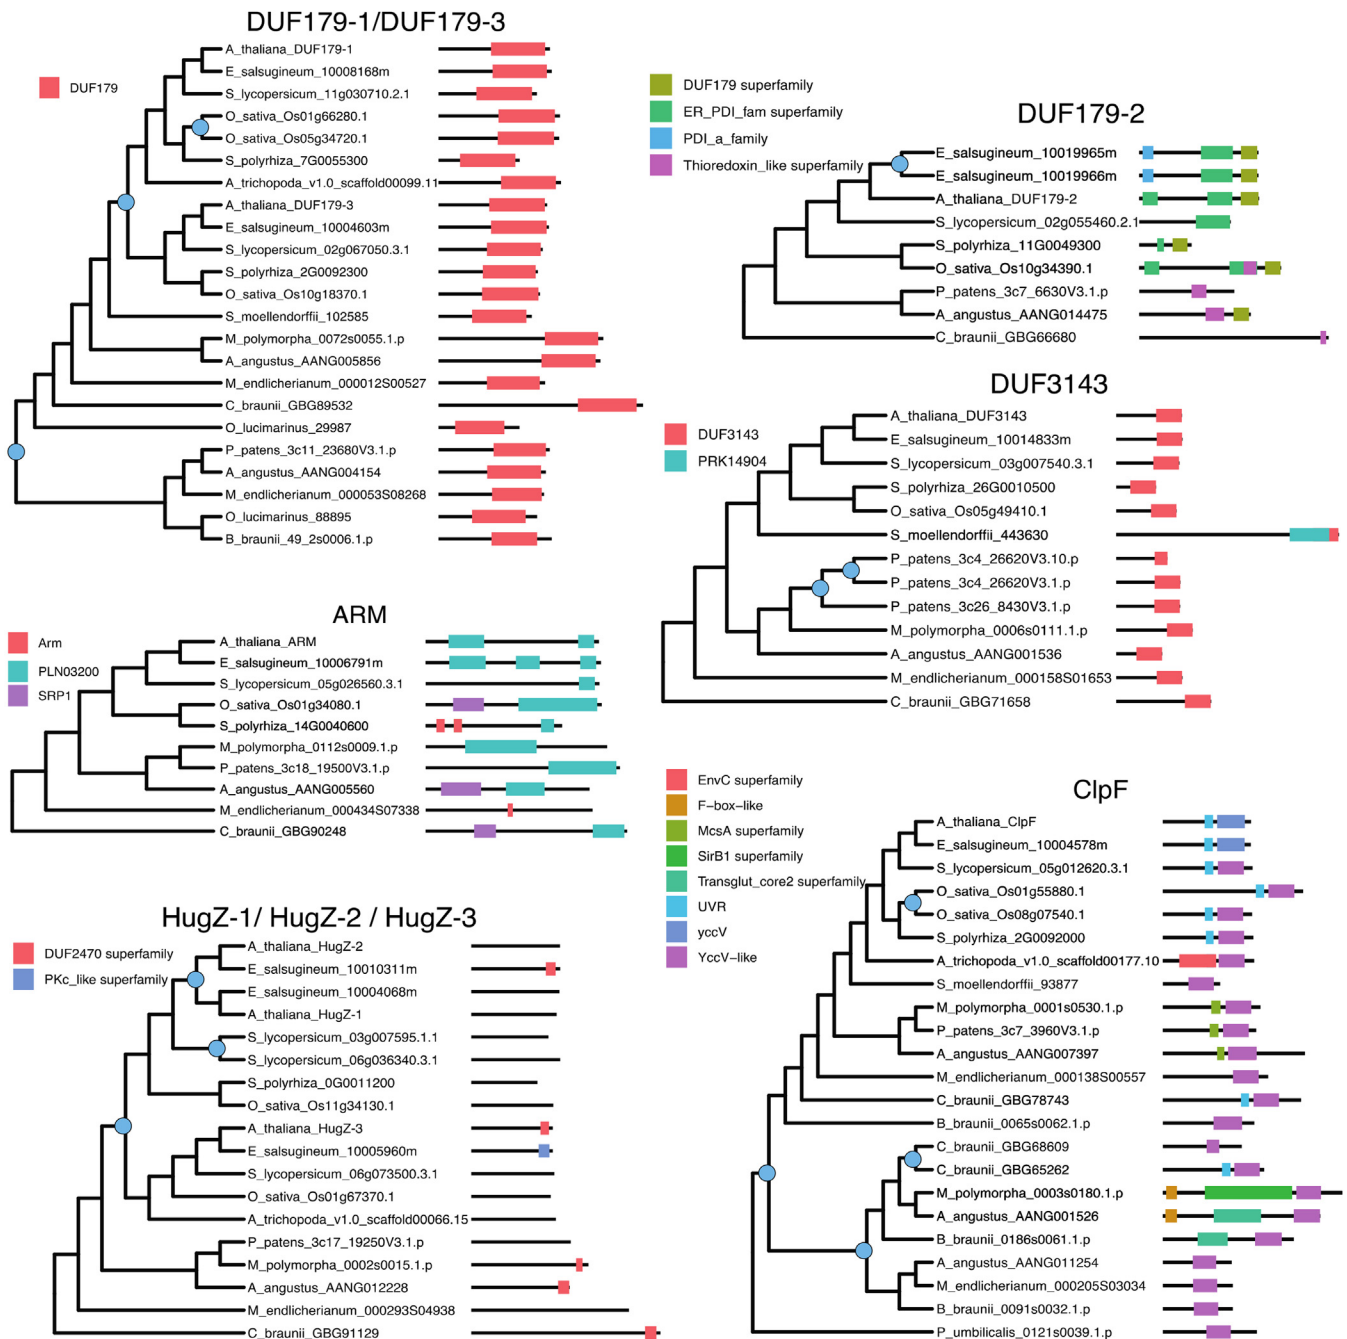 DUF179-1/DUF179-3
DUF179
A_thaliana_DUF179-1
E_salsugineum_10008168m
S_lycopersicum_11g030710.2.1
O_sativa_Os01g66280.1
O_sativa_Os05g34720.1
S_polyrhiza_7G0055300
A_trichopoda_v1.0_scaffold00099.11
A_thaliana_DUF179-3
E_salsugineum_10004603m
S_lycopersicum_02g067050.3.1
S_polyrhiza_2G0092300
O_sativa_Os10g18370.1
S_moellendorffii_102585
M_polymorpha_0072s0055.1.p
A_angustus_AANG005856
M_endlicherianum_000012S00527
C_braunii_GBG89532
O_lucimarinus_29987
P_patens_3c11_23680V3.1.p
A_angustus_AANG004154
M_endlicherianum_000053S08268
O_lucimarinus_88895
B_braunii_49_2s0006.1.p
DUF179 superfamily
ER_PDI_fam superfamily
PDI_a_family
Thioredoxin_like superfamily
DUF179-2
E_salsugineum_10019965m
E_salsugineum_10019966m
A_thaliana_DUF179-2
S_lycopersicum_02g055460.2.1
S_polyrhiza_11G0049300
O_sativa_Os10g34390.1
P_patens_3c7_6630V3.1.p
A_angustus_AANG014475
C_braunii_GBG66680
DUF3143
DUF3143
PRK14904
A_thaliana_DUF3143
E_salsugineum_10014833m
S_lycopersicum_03g007540.3.1
S_polyrhiza_26G0010500
O_sativa_Os05g49410.1
S_moellendorffii_443630
P_patens_3c4_26620V3.10.p
P_patens_3c4_26620V3.1.p
P_patens_3c26_8430V3.1.p
M_polymorpha_0006s0111.1.p
A_angustus_AANG001536
M_endlicherianum_000158S01653
C_braunii_GBG71658
ARM
Arm
PLN03200
SRP1
A_thaliana_ARM
E_salsugineum_10006791m
S_lycopersicum_05g026560.3.1
O_sativa_Os01g34080.1
S_polyrhiza_14G0040600
M_polymorpha_0112s0009.1.p
P_patens_3c18_19500V3.1.p
A_angustus_AANG005560
M_endlicherianum_000434S07338
C_braunii_GBG90248
HugZ-1/ HugZ-2 / HugZ-3
DUF2470 superfamily
PKc_like superfamily
A_thaliana_HugZ-2
E_salsugineum_10010311m
E_salsugineum_10004068m
A_thaliana_HugZ-1
S_lycopersicum_03g007595.1.1
S_lycopersicum_06g036340.3.1
S_polyrhiza_0G0011200
O_sativa_Os11g34130.1
A_thaliana_HugZ-3
E_salsugineum_10005960m
S_lycopersicum_06g073500.3.1
O_sativa_Os01g67370.1
A_trichopoda_v1.0_scaffold00066.15
P_patens_3c17_19250V3.1.p
M_polymorpha_0002s0015.1.p
A_angustus_AANG012228
M_endlicherianum_000293S04938
C_braunii_GBG91129
EnvC superfamily
F-box-like
McsA superfamily
SirB1 superfamily
Transglut_core2 superfamily
UVR
yccV
YccV-like
ClpF
A_thaliana_ClpF
E_salsugineum_10004578m
S_lycopersicum_05g012620.3.1
O_sativa_Os01g55880.1
O_sativa_Os08g07540.1
S_polyrhiza_2G0092000
A_trichopoda_v1.0_scaffold00177.10
S_moellendorffii_93877
M_polymorpha_0001s0530.1.p
P_patens_3c7_3960V3.1.p
A_angustus_AANG007397
M_endlicherianum_000138S00557
C_braunii_GBG78743
B_braunii_0065s0062.1.p
C_braunii_GBG68609
C_braunii_GBG65262
M_polymorpha_0003s0180.1.p
A_angustus_AANG001526
B_braunii_0186s0061.1.p
A_angustus_AANG011254
M_endlicherianum_000205S03034
B_braunii_0091s0032.1.p
P_umbilicalis_0121s0039.1.p